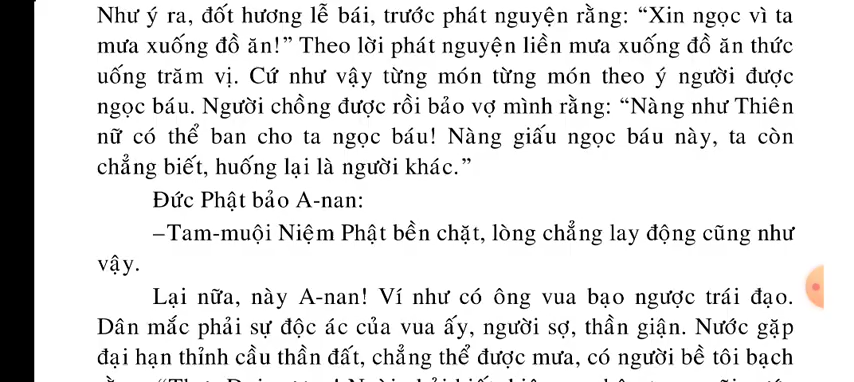 Như ý ra, đốt hương lễ bái, trước phát nguyện rằng: “Xin ngọc vì ta
mưa xuống đồ ăn!” Theo lời phát nguyện liền mưa xuống đồ ăn thức
uống trăm vị. Cứ như vậy từng món từng món theo ý người được
ngọc báu. Người chồng được rồi bảo vợ mình rằng: “Nàng như Thiên
nữ có thể ban cho ta ngọc báu! Nàng giấu ngọc báu này, ta còn
chẳng biết, huống lại là người khác.”
Đức Phật bảo A-nan:
–Tam-muội Niệm Phật bền chặt, lòng chẳng lay động cũng như
vậy.
Lại nữa, này A-nan! Ví như có ông vua bạo ngược trái đạo.
Dân mắc phải sự độc ác của vua ấy, người sợ, thần giận. Nước gặp
đại hạn thỉnh cầu thần đất, chẳng thể được mưa, có người bề tôi bạch